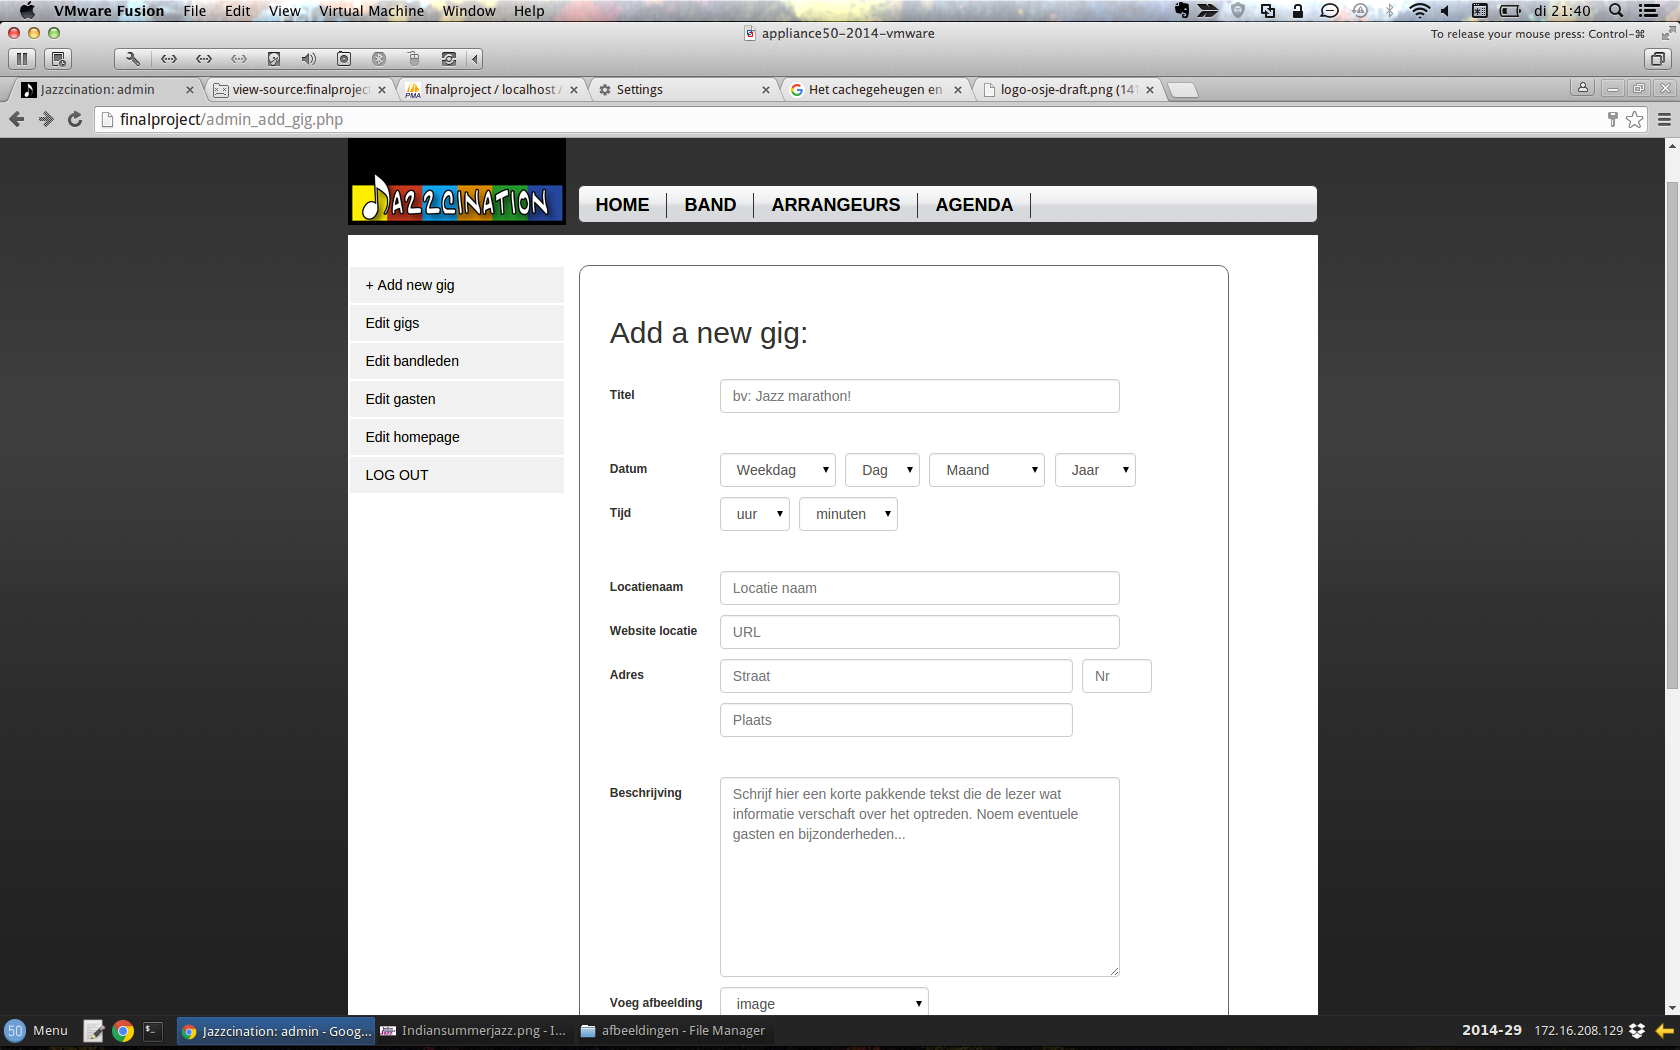 VMware Fusion File Edit View Virtual Machine Window Help di 21:40
appliance50-2014-vmware
To release your mouse press: Control-⌘
Jazzcination: admin
view-source:finalprojec
finalproject / localhost /
Settings
Het cachegeheugen en
logo-osje-draft.png (141
finalproject/admin_add_gig.php
JAZZCINATION
HOME BAND ARRANGEURS AGENDA
+ Add new gig
Edit gigs
Edit bandleden
Edit gasten
Edit homepage
LOG OUT
Add a new gig:
Titel bv: Jazz marathon!
Datum Weekdag Dag Maand Jaar
Tijd uur minuten
Locatienaam Locatie naam
Website locatie URL
Adres Straat Nr
Plaats
Beschrijving Schrijf hier een korte pakkende tekst die de lezer wat
informatie verschaft over het optreden. Noem eventuele
gasten en bijzonderheden...
Voeg afbeelding image
50 Menu Jazzcination: admin - Goog... Indiansummerjazz.png - I... afbeeldingen - File Manager 2014-29 172.16.208.129